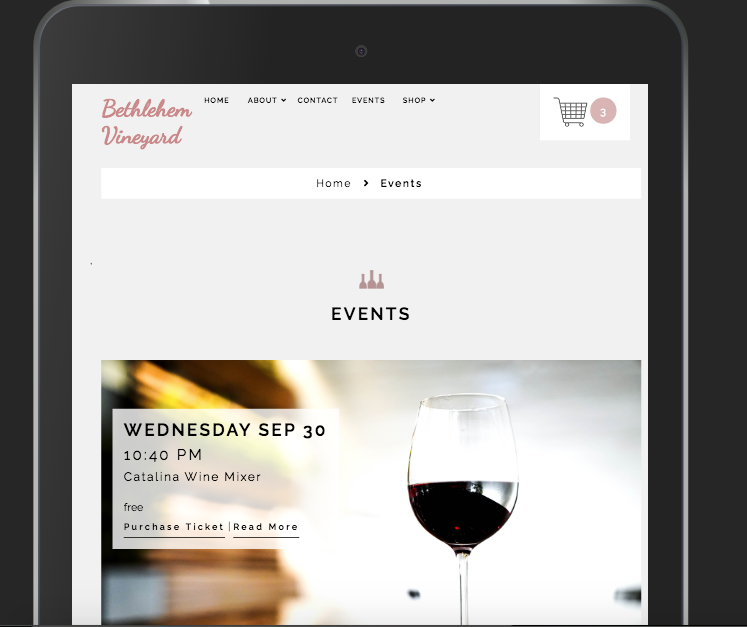 Bethlehem
Vineyard
HOME ABOUT CONTACT EVENTS SHOP
3
Home Events
EVENTS
WEDNESDAY SEP 30
10:40 PM
Catalina Wine Mixer
free
Purchase Ticket | Read More